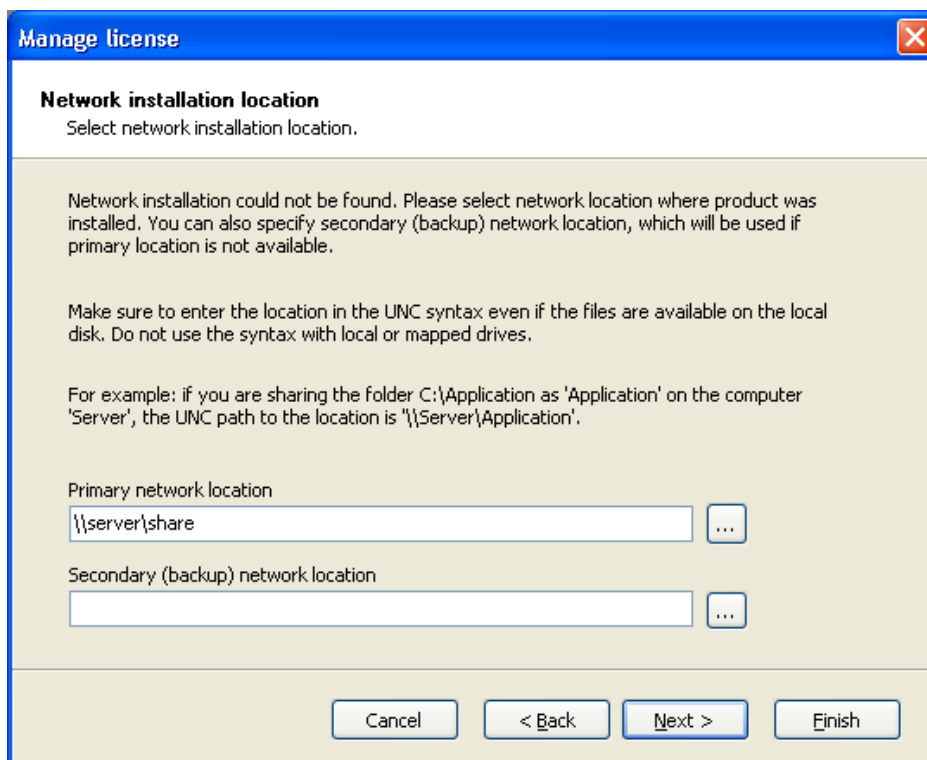 Manage license
Network installation location
Select network installation location.
Network installation could not be found. Please select network location where product was
installed. You can also specify secondary (backup) network location, which will be used if
primary location is not available.
Make sure to enter the location in the UNC syntax even if the files are available on the local
disk. Do not use the syntax with local or mapped drives.
For example: if you are sharing the folder C:\Application as 'Application' on the computer
'Server', the UNC path to the location is '\\Server\Application'.
Primary network location
\\server\share
...
Secondary (backup) network location
...
Cancel
< Back
Next >
Finish